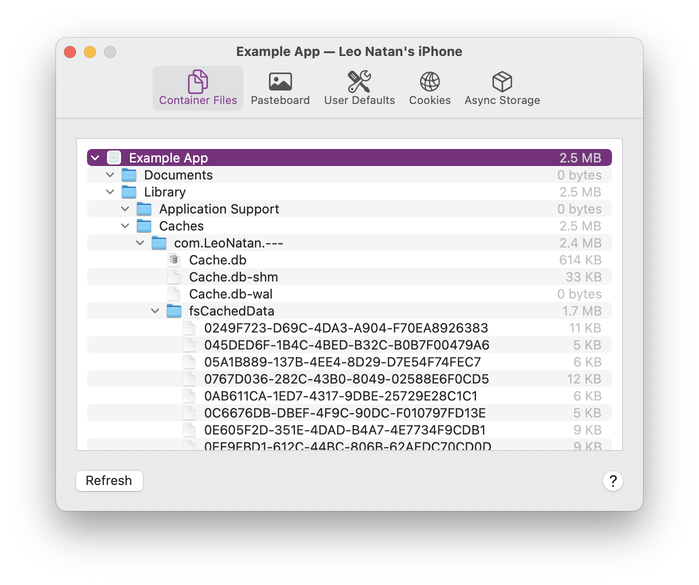 Example App — Leo Natan's iPhone
Container Files Pasteboard User Defaults Cookies Async Storage
Example App 2.5 MB
Documents 0 bytes
Library 2.5 MB
Application Support 0 bytes
Caches 2.5 MB
com.LeoNatan.--- 2.4 MB
Cache.db 614 KB
Cache.db-shm 33 KB
Cache.db-wal 0 bytes
fsCachedData 1.7 MB
0249F723-D69C-4DA3-A904-F70EA8926383 11 KB
045DED6F-1B4C-4BED-B32C-B0B7F00479A6 5 KB
05A1B889-137B-4EE4-8D29-D7E54F74FEC7 6 KB
0767D036-282C-43B0-8049-02588E6F0CD5 12 KB
0AB611CA-1ED7-4317-9DBE-25729E28C1C1 6 KB
0C6676DB-DBEF-4F9C-90DC-F010797FD13E 5 KB
0E605F2D-351E-4DAD-B4A7-4E7734F9CDB1 9 KB
9 KB
Refresh ?